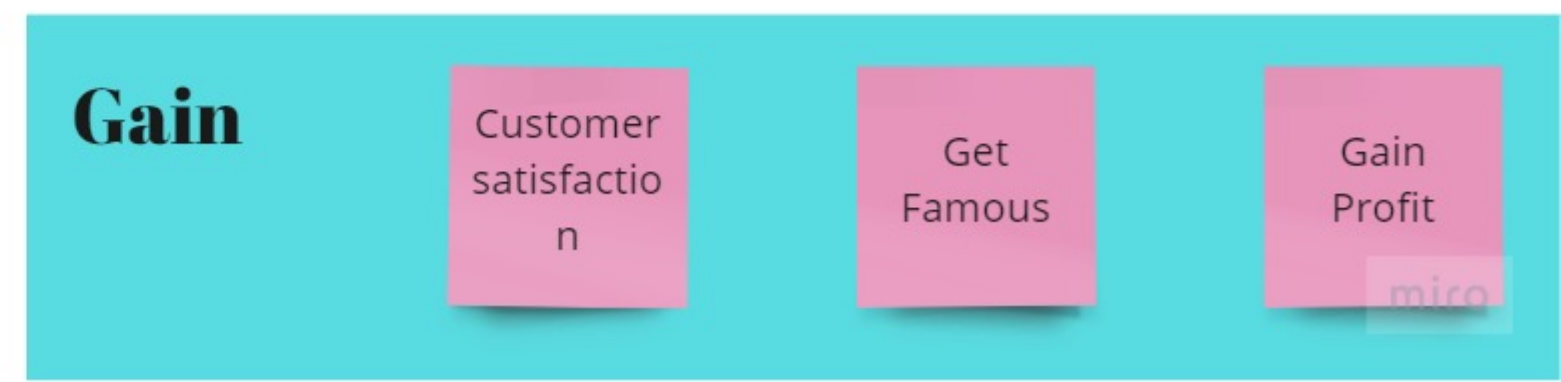 Gain
Customer
satisfactio
n
Get
Famous
Gain
Profit
miro